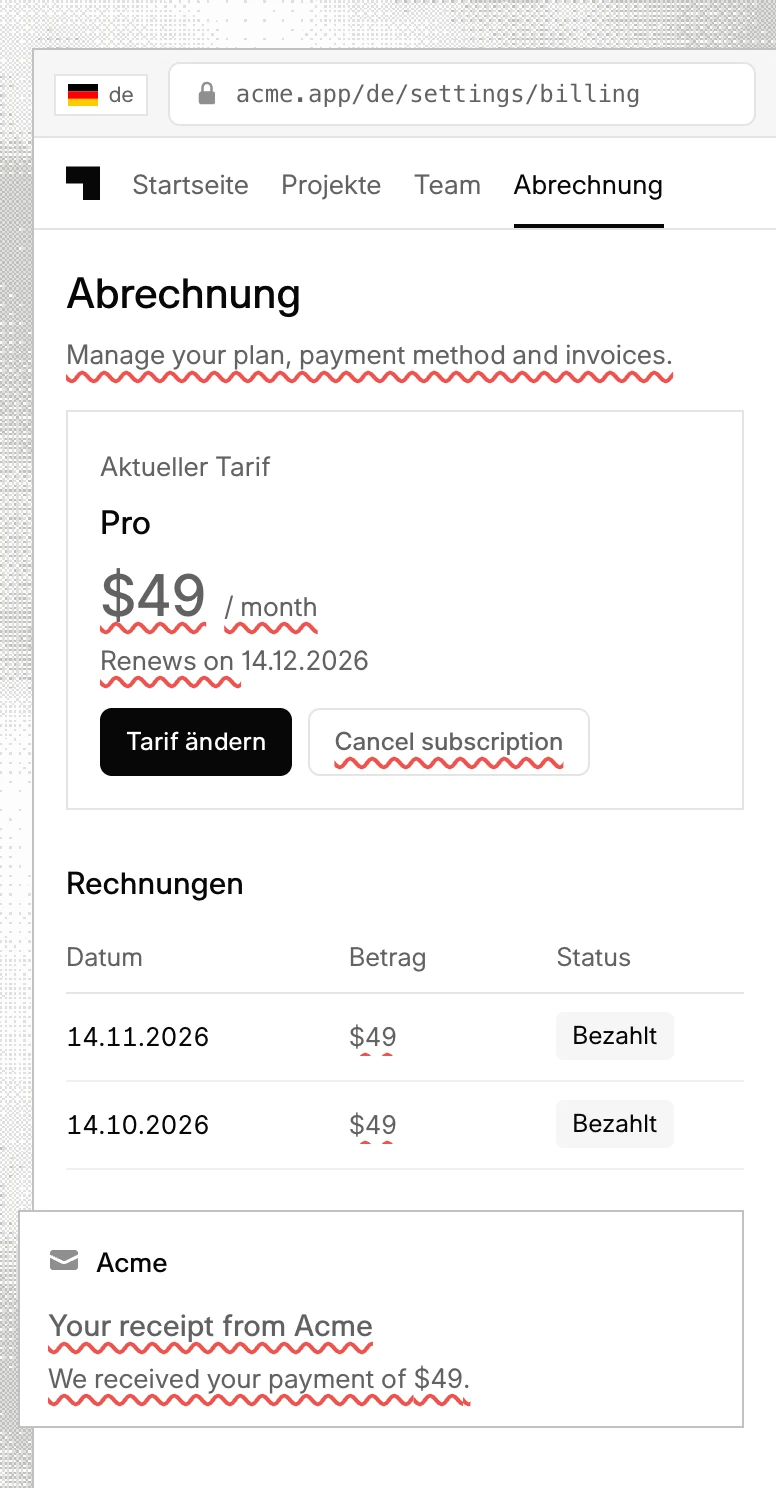 de
acme.app/de/settings/billing
Startseite Projekte Team Abrechnung
Abrechnung
Manage your plan, payment method and invoices.
Aktueller Tarif
Pro
$49 / month
Renews on 14.12.2026
Tarif ändern Cancel subscription
Rechnungen
Datum Betrag Status
14.11.2026 $49 Bezahlt
14.10.2026 $49 Bezahlt
Acme
Your receipt from Acme
We received your payment of $49.